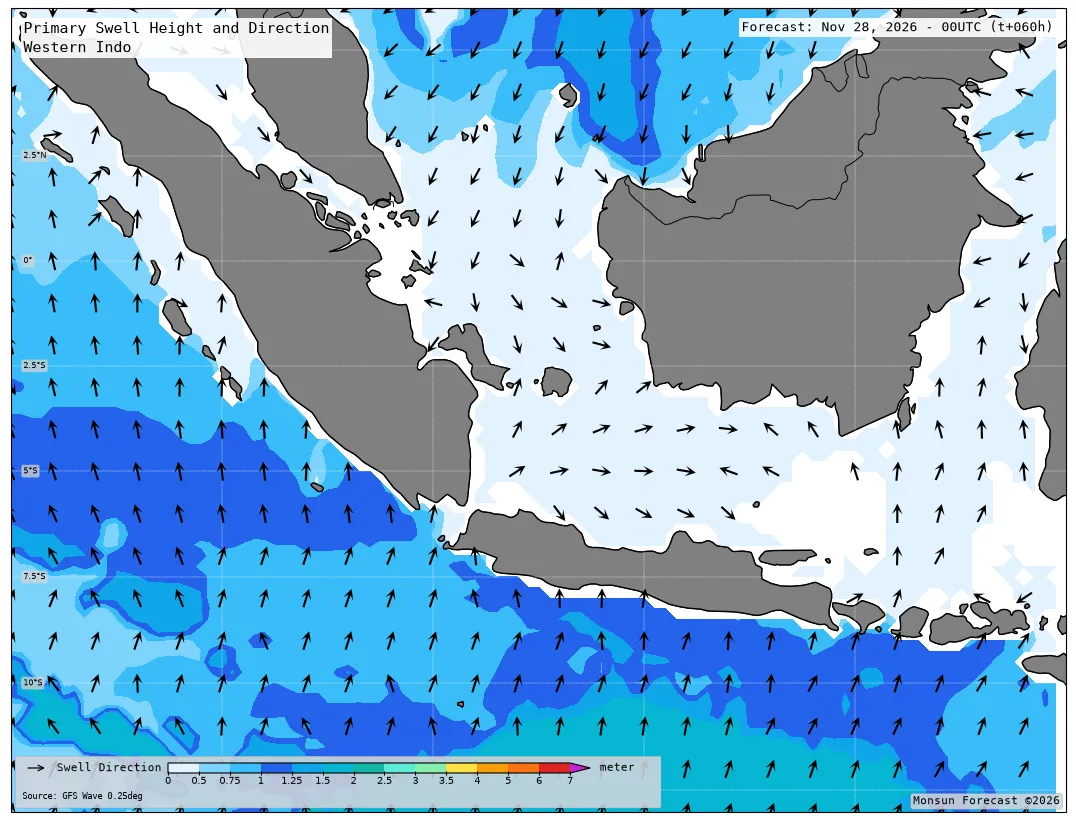 Primary Swell Height and Direction
Western Indo
Forecast: Nov 28, 2026 - 00UTC (t+060h)
2.5°N
0°
2.5°S
5°S
7.5°S
10°S
Swell Direction
0 0.5 0.75 1 1.25 1.5 2 2.5 3 3.5 4 5 6 7
meter
Source: GFS Wave 0.25deg
Monsun Forecast ©2026